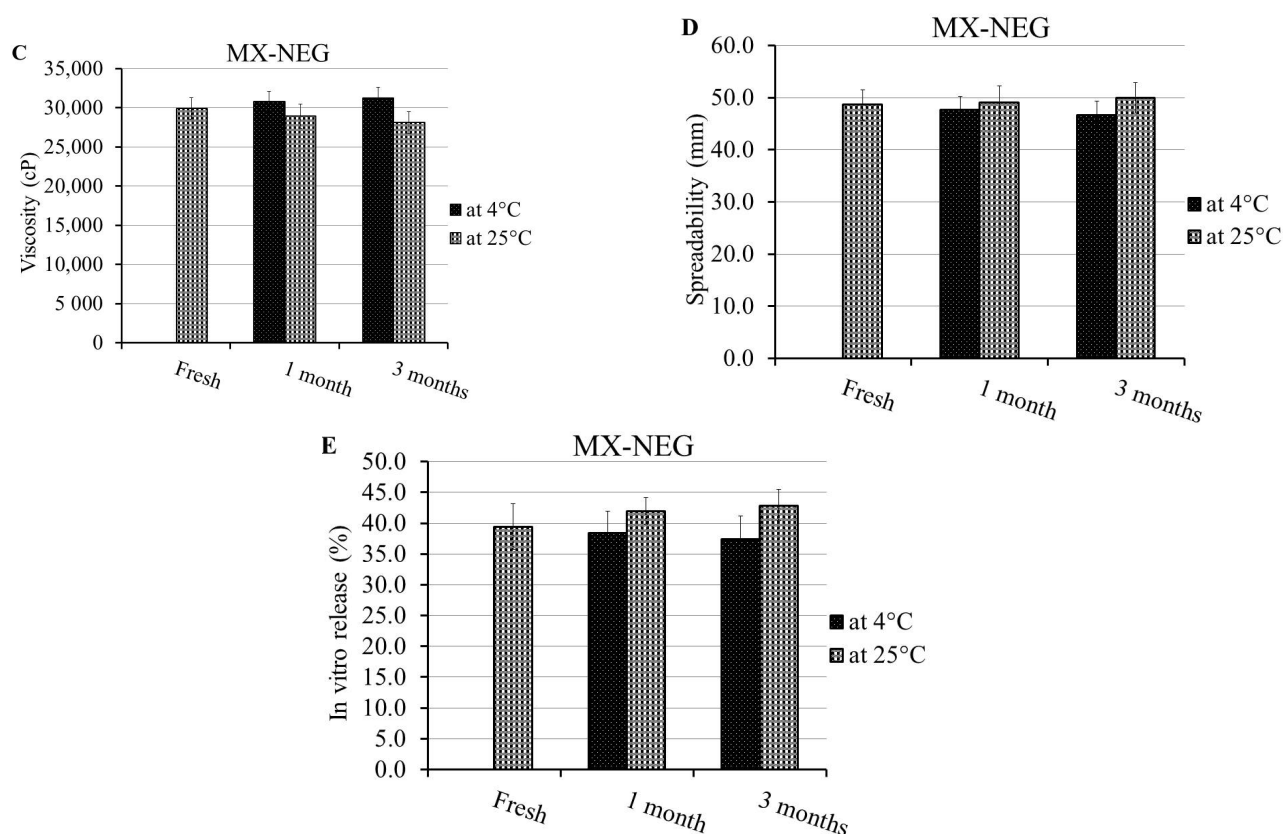 C
MX-NEG
35,000
30,000
25,000
20,000
15,000
10,000
5 000
0
Viscosity (cP)
Fresh
1 month
3 months
at 4°C
at 25°C
D
MX-NEG
60.0
50.0
40.0
30.0
20.0
10.0
0.0
Spreadability (mm)
Fresh
1 month
3 months
at 4°C
at 25°C
E
MX-NEG
50.0
45.0
40.0
35.0
30.0
25.0
20.0
15.0
10.0
5.0
0.0
In vitro release (%)
Fresh
1 month
3 months
at 4°C
at 25°C